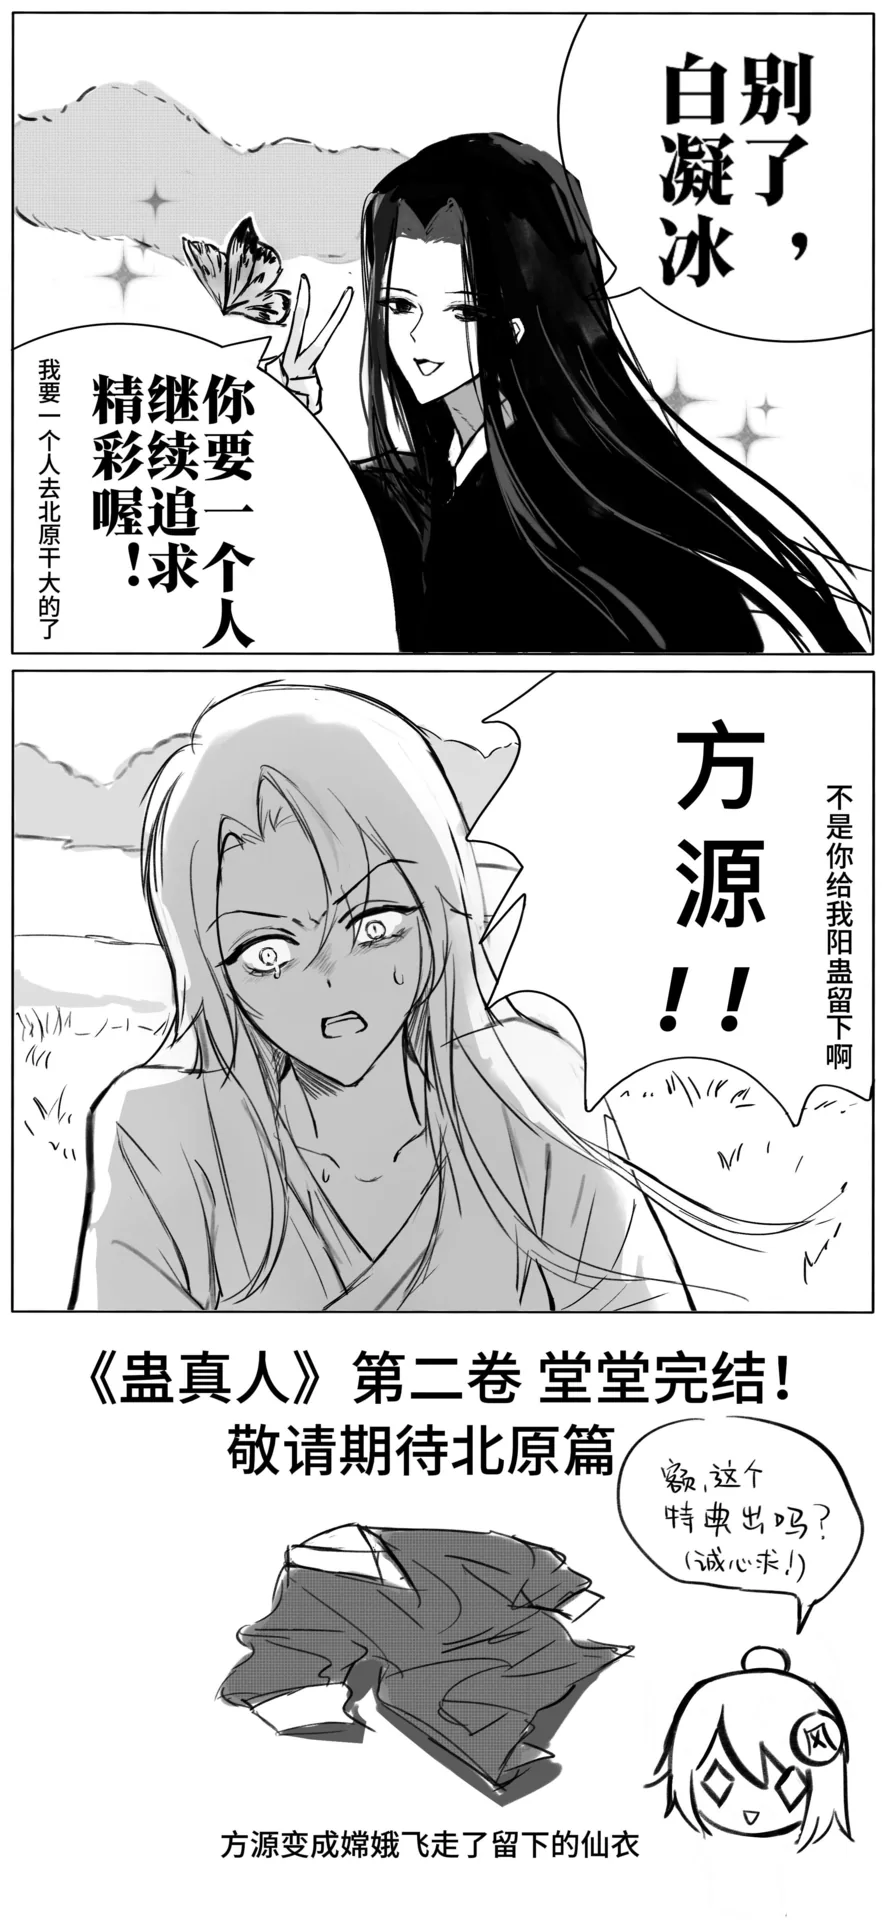 别了，
白凝冰
你要一个人
继续追求
精彩喔！
我要一个人去北原干大的了
方源！！
不是你给我阳蛊留下啊
《蛊真人》第二卷 堂堂完结！
敬请期待北原篇
额，这个
特典出吗？
（诚心求！）
风
方源变成嫦娥飞走了留下的仙衣